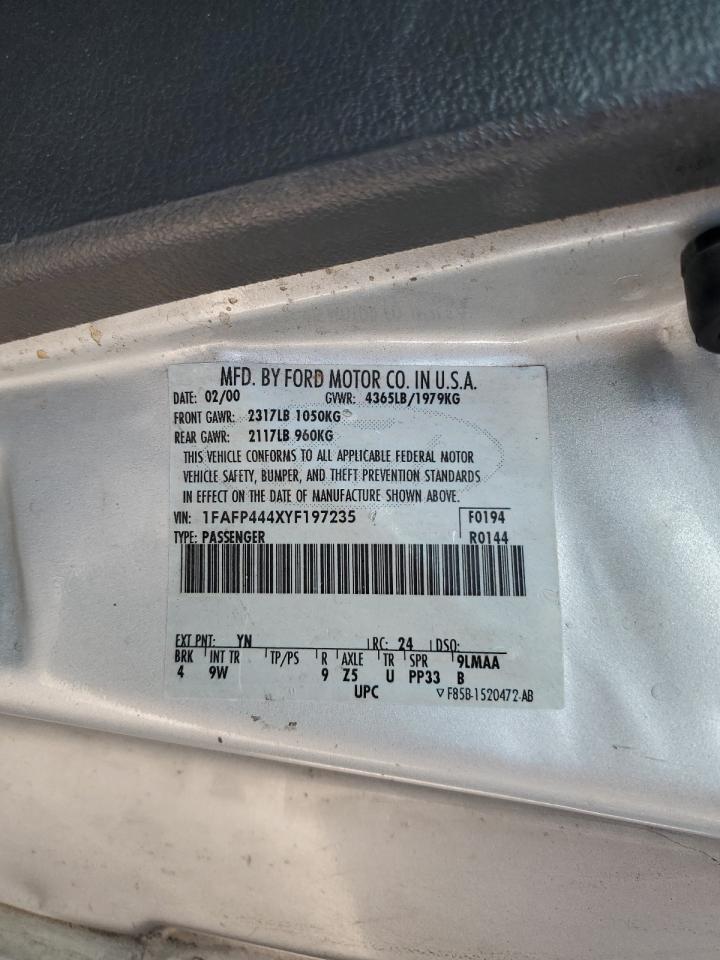 MFD. BY FORD MOTOR CO. IN U.S.A.
DATE: 02/00 GVWR: 4365LB/1979KG
FRONT GAWR: 2317LB 1050KG
REAR GAWR: 2117LB 960KG
THIS VEHICLE CONFORMS TO ALL APPLICABLE FEDERAL MOTOR
VEHICLE SAFETY, BUMPER, AND THEFT PREVENTION STANDARDS
IN EFFECT ON THE DATE OF MANUFACTURE SHOWN ABOVE.
VIN: 1FAFP444XYF197235 F0194
TYPE: PASSENGER R0144
EXT PNT: YN RC: 24 DSO:
BRK INT TR TP/PS R AXLE TR SPR 9LMAA
4 9W 9 Z5 U PP33 B
UPC ▽F85B-1520472-AB